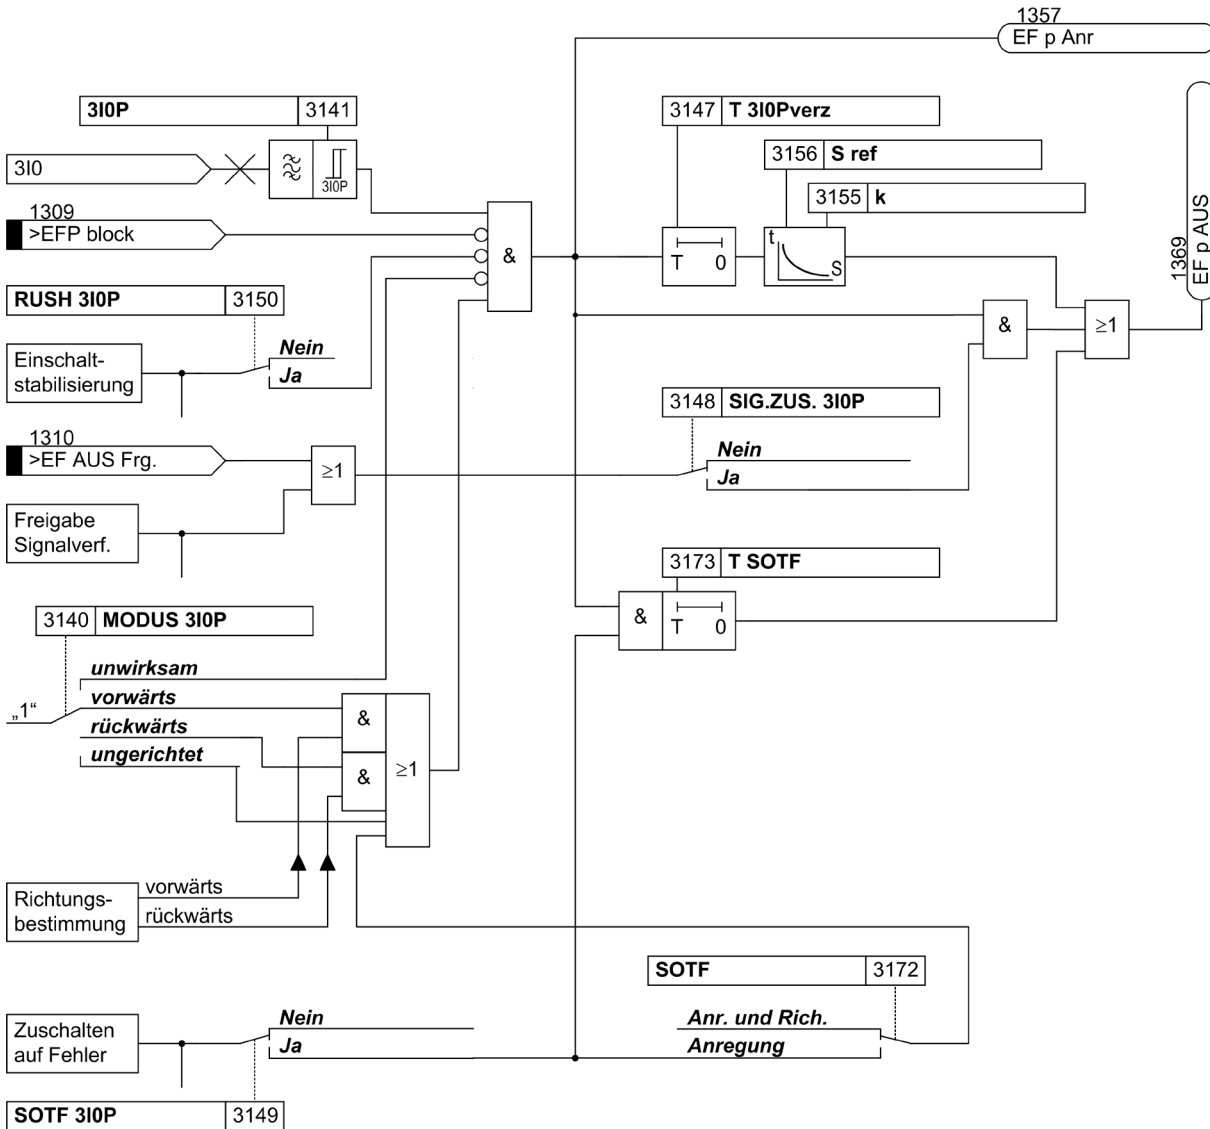 1357
EF p Anr
3I0P 3141
3147 T 3I0Pverz
3156 S ref
3I0
3I0P
3155 k
1309
>EFP block
&
T 0
t
S
1369
EF p AUS
RUSH 3I0P 3150
&
≥1
Einschalt-
stabilisierung
Nein
Ja
3148 SIG.ZUS. 3I0P
1310
>EF AUS Frg.
≥1
Nein
Ja
Freigabe
Signalverf.
3173 T SOTF
3140 MODUS 3I0P
&
T 0
unwirksam
„1“
vorwärts
rückwärts
ungerichtet
&
&
≥1
Richtungs-
bestimmung
vorwärts
rückwärts
SOTF 3172
Zuschalten
auf Fehler
Nein
Ja
Anr. und Rich.
Anregung
SOTF 3I0P 3149